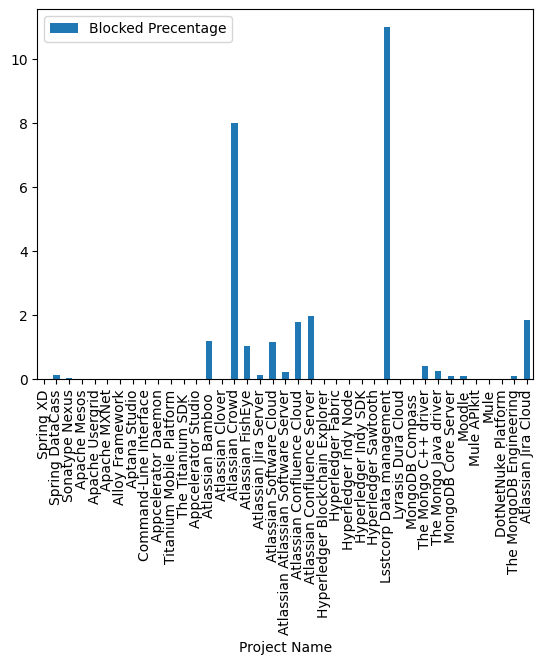 Blocked Precentage
10
8
6
4
2
0
Spring XD
Spring DataCass
Sonatype Nexus
Apache Mesos
Apache Usergrid
Apache MXNet
Alloy Framework
Aptana Studio
Command-Line Interface
Appcelerator Daemon
Titanium Mobile Platform
The Titanium SDK
Appcelerator Studio
Atlassian Bamboo
Atlassian Clover
Atlassian Crowd
Atlassian FishEye
Atlassian Jira Server
Atlassian Software Cloud
Atlassian Atlassian Software Server
Atlassian Confluence Cloud
Atlassian Confluence Server
Hyperledger Blockchain Explorer
Hyperledger Fabric
Hyperledger Indy Node
Hyperledger Indy SDK
Hyperledger Sawtooth
Lsstcorp Data management
Lyrasis Dura Cloud
MongoDB Compass
The Mongo C++ driver
The Mongo Java driver
MongoDB Core Server
Moodle
Mule APIkit
Mule
DotNetNuke Platform
The MongoDB Engineering
Atlassian Jira Cloud
Project Name